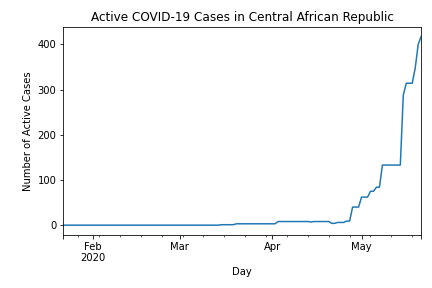 Active COVID-19 Cases in Central African Republic
Number of Active Cases
400
300
200
100
0
Feb
2020
Mar
Apr
May
Day